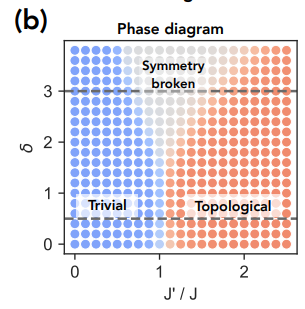 (b)
Phase diagram
Symmetry
broken
3
2
1
0
δ
Trivial
Topological
0
1
2
J' / J